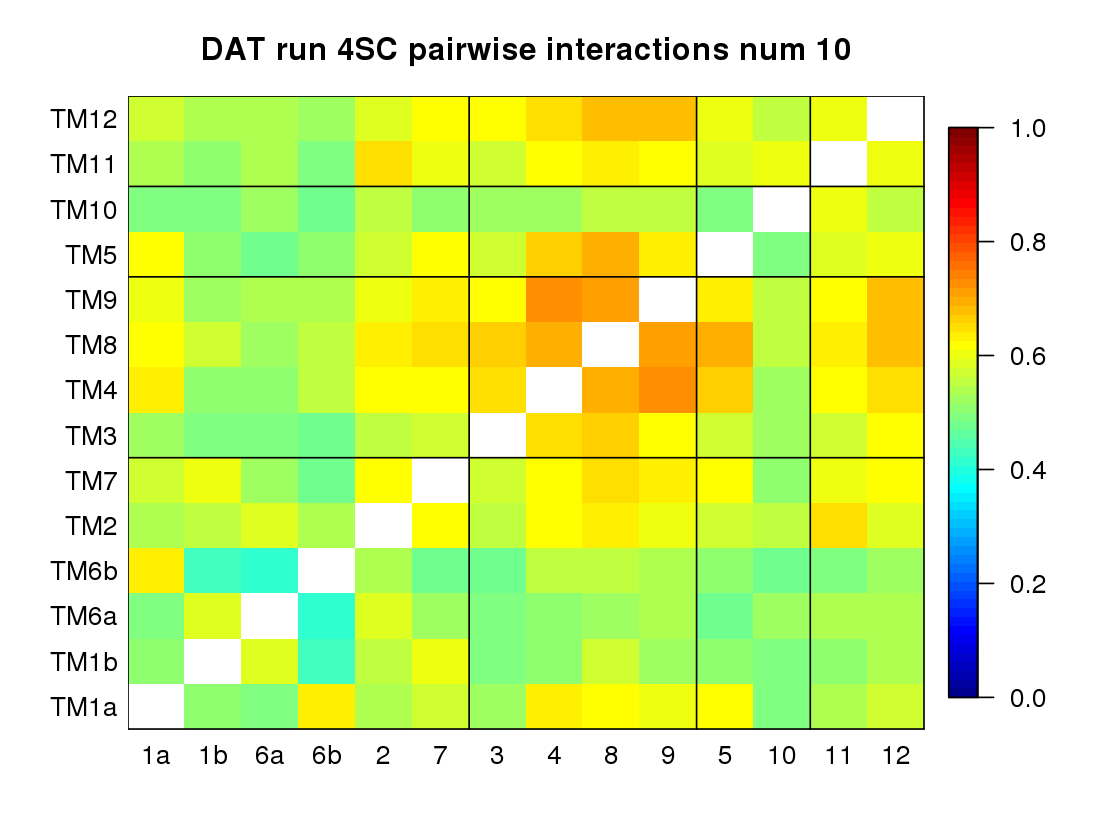 DAT run 4SC pairwise interactions num 10
TM12
TM11
TM10
TM5
TM9
TM8
TM4
TM3
TM7
TM2
TM6b
TM6a
TM1b
TM1a
1a 1b 6a 6b 2 7 3 4 8 9 5 10 11 12
1.0
0.8
0.6
0.4
0.2
0.0